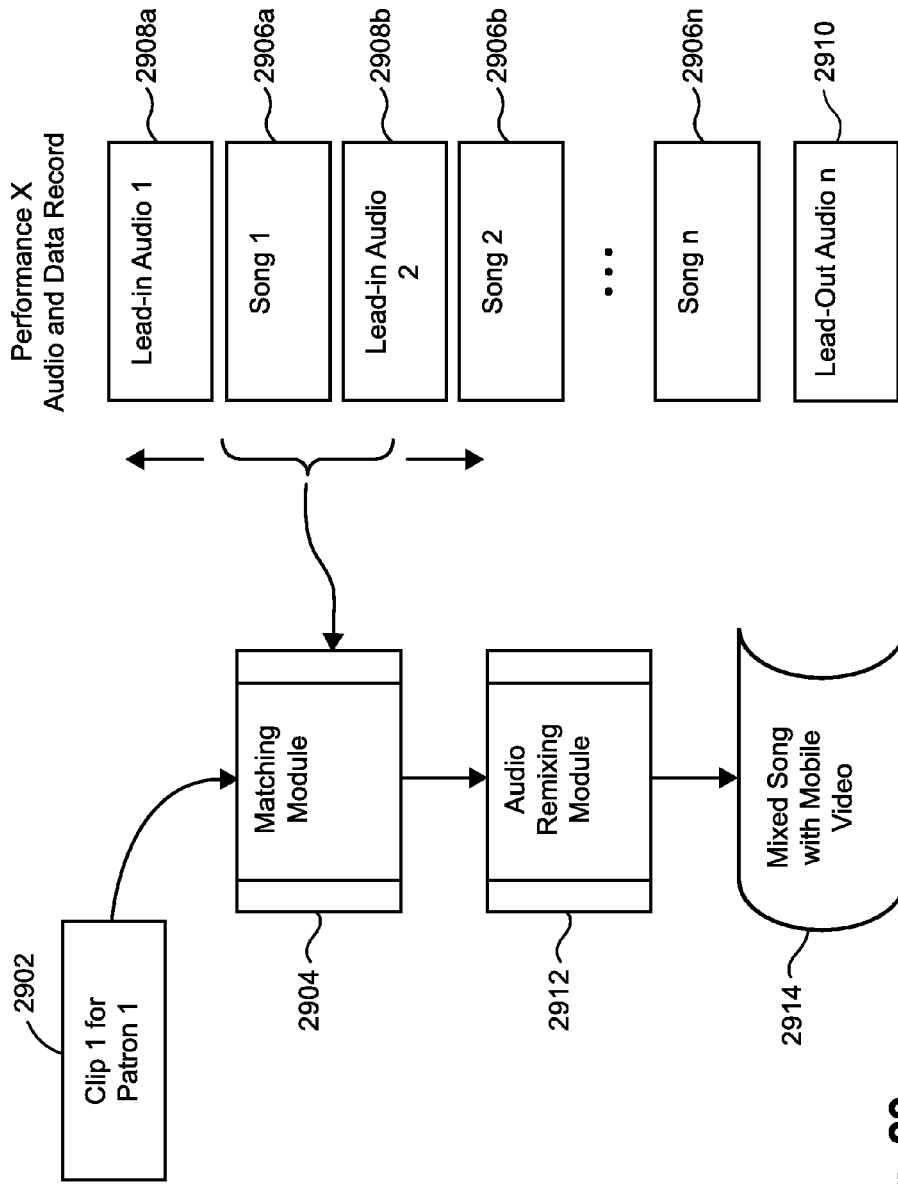 Performance X
Audio and Data Record
Lead-in Audio 1
2908a
Song 1
2906a
Lead-in Audio
2
2908b
Song 2
2906b
...
Song n
2906n
Lead-Out Audio n
2910
2902
Clip 1 for
Patron 1
Matching
Module
2904
Audio
Remixing
Module
2912
Mixed Song
with Mobile
Video
2914